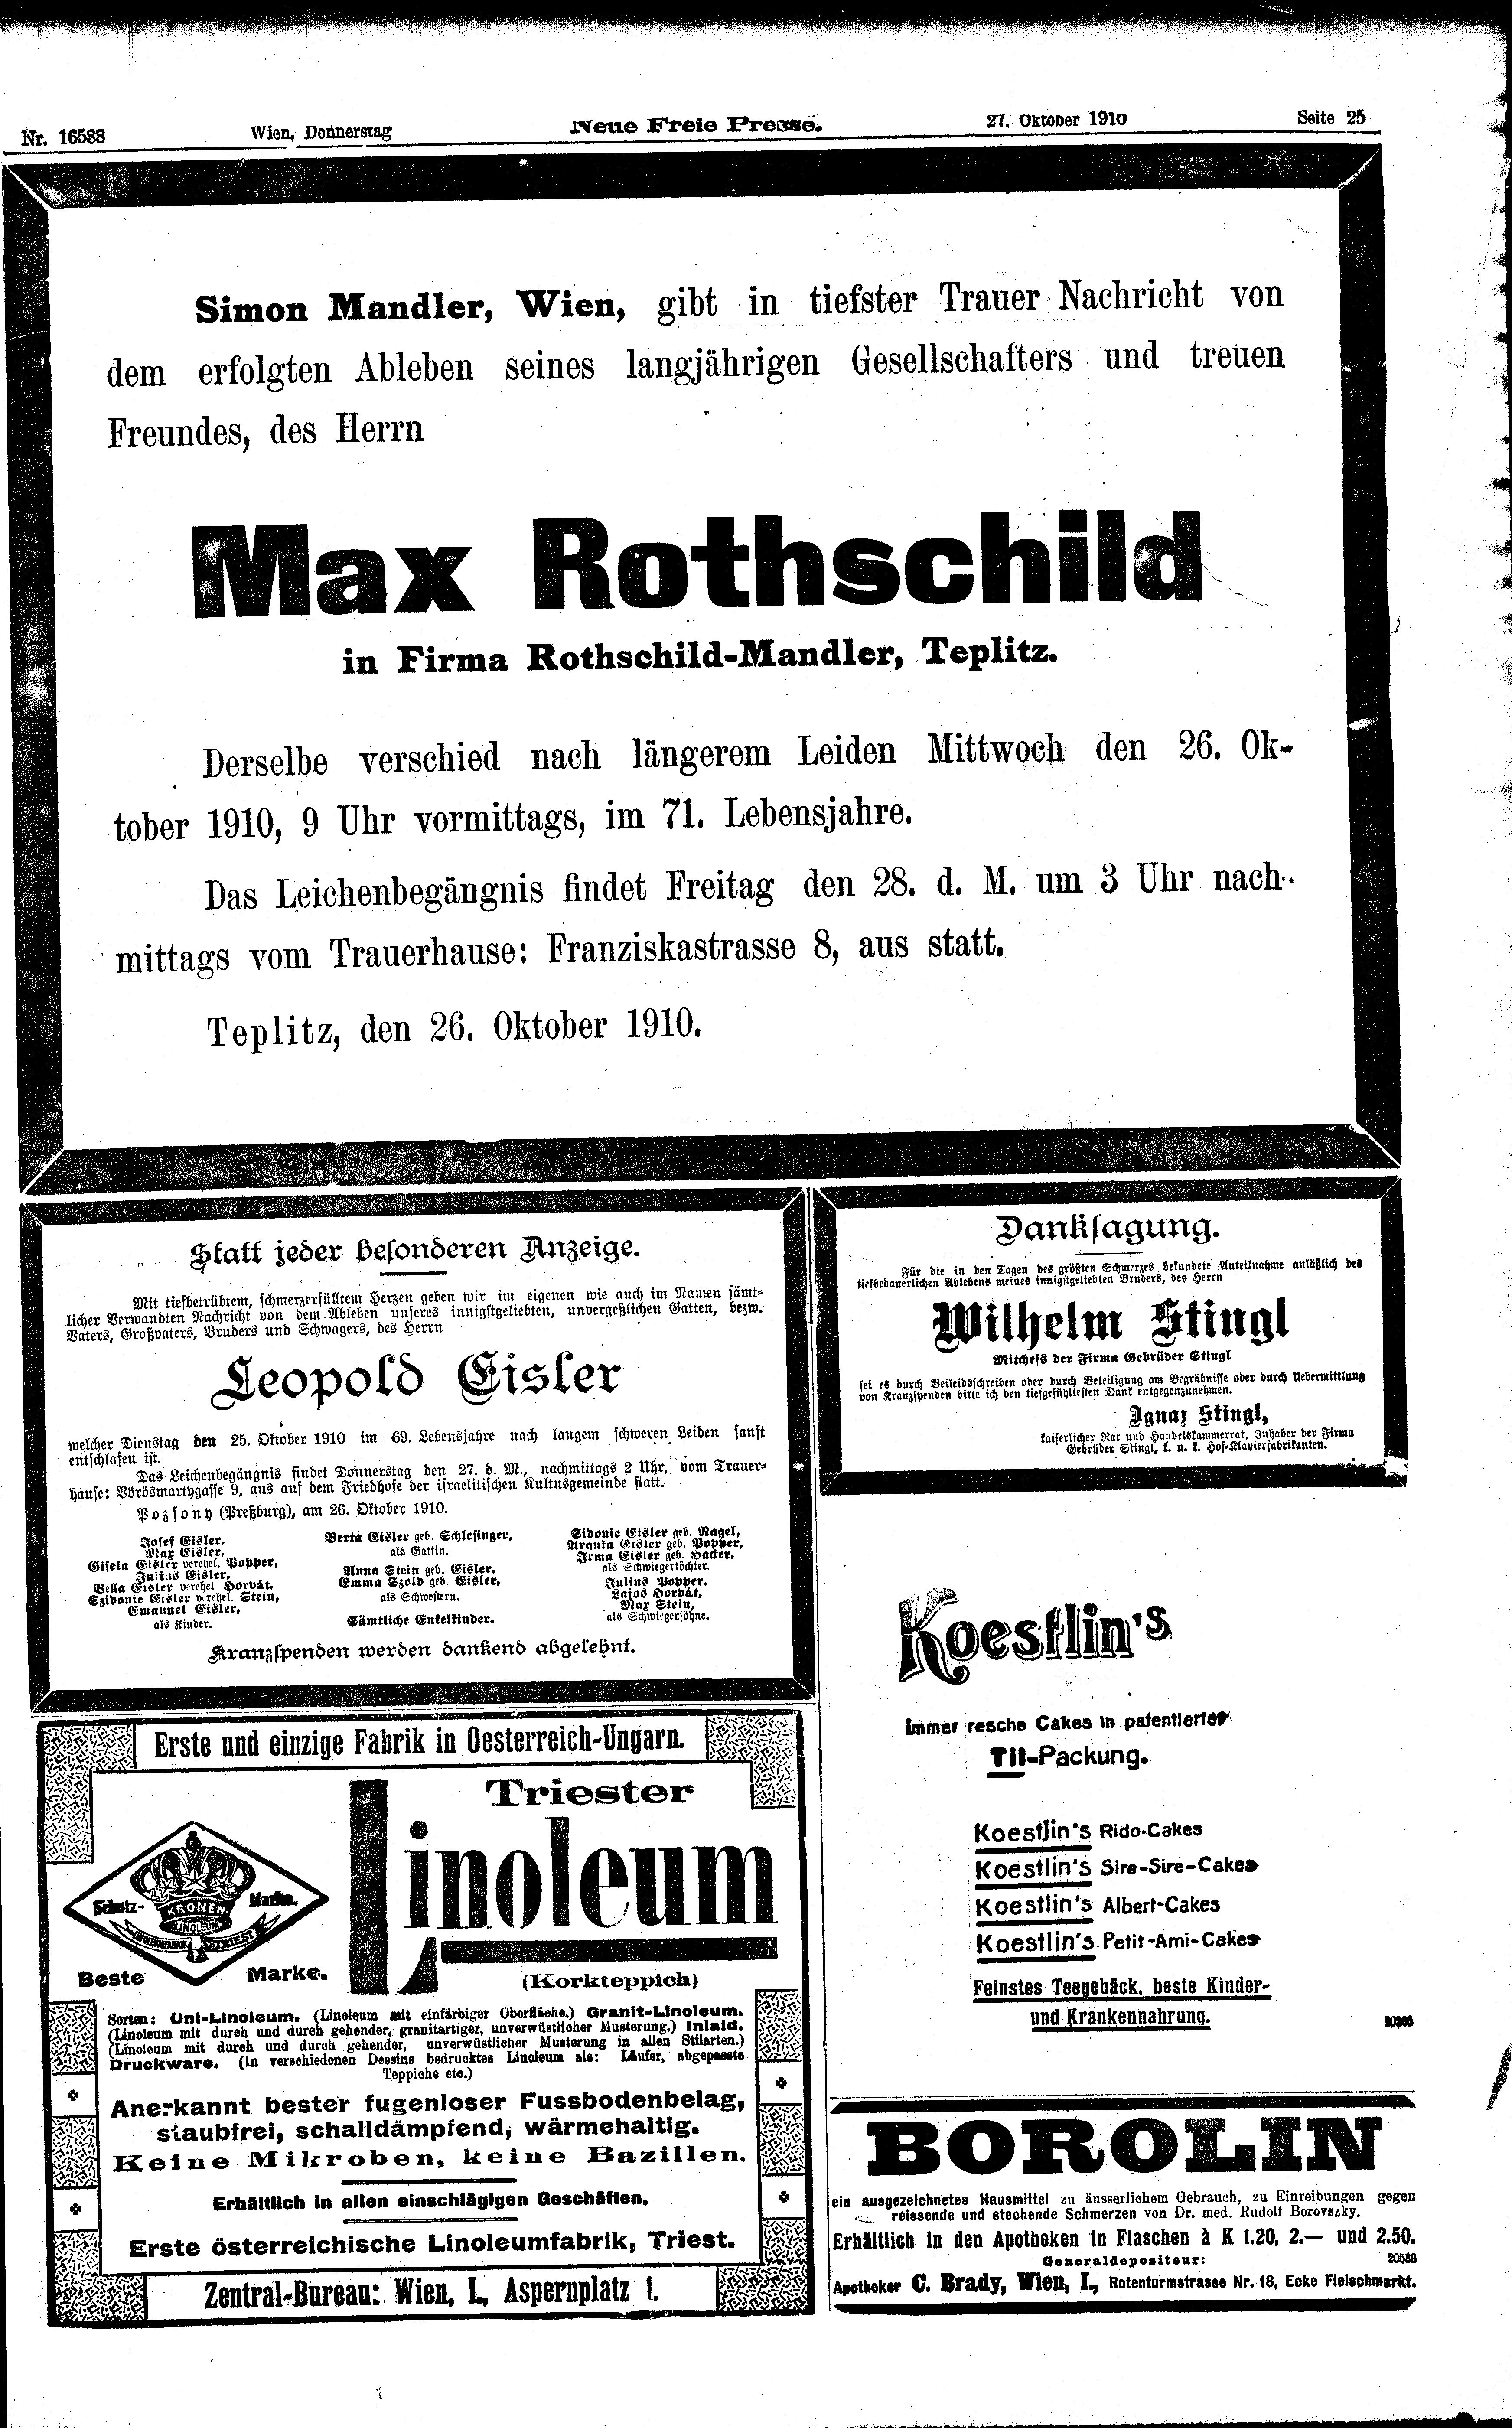 Nr. 16588 Wien, Donnerstag Neue Freie Presse. 27. Oktober 1910 Seite 25
Simon Mandler, Wien, gibt in tiefster Trauer Nachricht von
dem erfolgten Ableben seines langjährigen Gesellschafters und treuen
Freundes, des Herrn
Max Rothschild
in Firma Rothschild-Mandler, Teplitz.
Derselbe verschied nach längerem Leiden Mittwoch den 26. Ok-
tober 1910, 9 Uhr vormittags, im 71. Lebensjahre.
Das Leichenbegängnis findet Freitag den 28. d. M. um 3 Uhr nach-
mittags vom Trauerhause: Franziskastrasse 8, aus statt.
Teplitz, den 26. Oktober 1910.
Statt jeder besonderen Anzeige.
Mit tiefbetrübtem, schmerzerfülltem Herzen geben wir im eigenen wie auch im Namen sämt-
licher Verwandten Nachricht von dem Ableben unseres innigstgeliebten, unvergeßlichen Gatten, bezw.
Vaters, Großvaters, Bruders und Schwagers, des Herrn
Leopold Eisler
welcher Dienstag den 25. Oktober 1910 im 69. Lebensjahre nach langem schweren Leiden sanft
entschlafen ist.
Das Leichenbegängnis findet Donnerstag den 27. d. M., nachmittags 2 Uhr, vom Trauer-
hause: Vörösmartygasse 9, aus auf dem Friedhofe der israelitischen Kultusgemeinde statt.
Pozsony (Preßburg), am 26. Oktober 1910.
Josef Eisler,
Max Eisler,
Gisela Eisler verehel. Popper,
Julius Eisler,
Bella Eisler verehel. Horvát,
Szidonie Eisler verehel. Stein,
Emanuel Eisler,
als Kinder.
Berta Eisler geb. Schlesinger,
als Gattin.
Anna Stein geb. Eisler,
Emma Szold geb. Eisler,
als Schwestern.
Sämtliche Enkelkinder.
Sidonie Eisler geb. Nagel,
Urania Eisler geb. Popper,
Irma Eisler geb. Hacker,
als Schwiegertöchter.
Julius Popper,
Lajos Horvát,
Max Stein,
als Schwiegersöhne.
Kranzspenden werden dankend abgelehnt.
Danksagung.
Für die in den Tagen des größten Schmerzes bekundete Anteilnahme anläßlich des
tiefbedauerlichen Ablebens meines innigstgeliebten Bruders, des Herrn
Wilhelm Stingl
Mitchefs der Firma Gebrüder Stingl
sei es durch Beileidsschreiben oder durch Beteiligung am Begräbnisse oder durch Uebermittlung
von Kranzspenden bitte ich den tiefgefühltesten Dank entgegenzunehmen.
Ignaz Stingl,
kaiserlicher Rat und Handelskammerrat, Inhaber der Firma
Gebrüder Stingl, k. u. k. Hof-Klavierfabrikanten.
Koestlin's
immer resche Cakes in patentierter
Til-Packung.
Koestlin's Rido-Cakes
Koestlin's Sire-Sire-Cakes
Koestlin's Albert-Cakes
Koestlin's Petit-Ami-Cakes
Feinstes Teegebäck, beste Kinder-
und Krankennahrung.
Erste und einzige Fabrik in Oesterreich-Ungarn.
Triester
Linoleum
(Korkteppich)
Schutz- Marke.
KRONEN
LINOLEUM
TRIEST
Beste Marke.
Sorten: Uni-Linoleum. (Linoleum mit einfärbiger Oberfläche.) Granit-Linoleum.
(Linoleum mit durch und durch gehender, granitartiger, unverwüstlicher Musterung.) Inlaid.
(Linoleum mit durch und durch gehender, unverwüstlicher Musterung in allen Stilarten.)
Druckware. (In verschiedenen Dessins bedrucktes Linoleum als: Läufer, abgepasste
Teppiche etc.)
Anerkannt bester fugenloser Fussbodenbelag,
staubfrei, schalldämpfend, wärmehaltig.
Keine Mikroben, keine Bazillen.
Erhältlich in allen einschlägigen Geschäften.
Erste österreichische Linoleumfabrik, Triest.
Zentral-Bureau: Wien, I., Aspernplatz 1.
BOROLIN
ein ausgezeichnetes Hausmittel zu äusserlichem Gebrauch, zu Einreibungen gegen
reissende und stechende Schmerzen von Dr. med. Rudolf Borovszky.
Erhältlich in den Apotheken in Flaschen à K 1.20, 2.— und 2.50.
Generaldepositeur: 20539
Apotheker C. Brady, Wien, I., Rotenturmstrasse Nr. 18, Ecke Fleischmarkt.